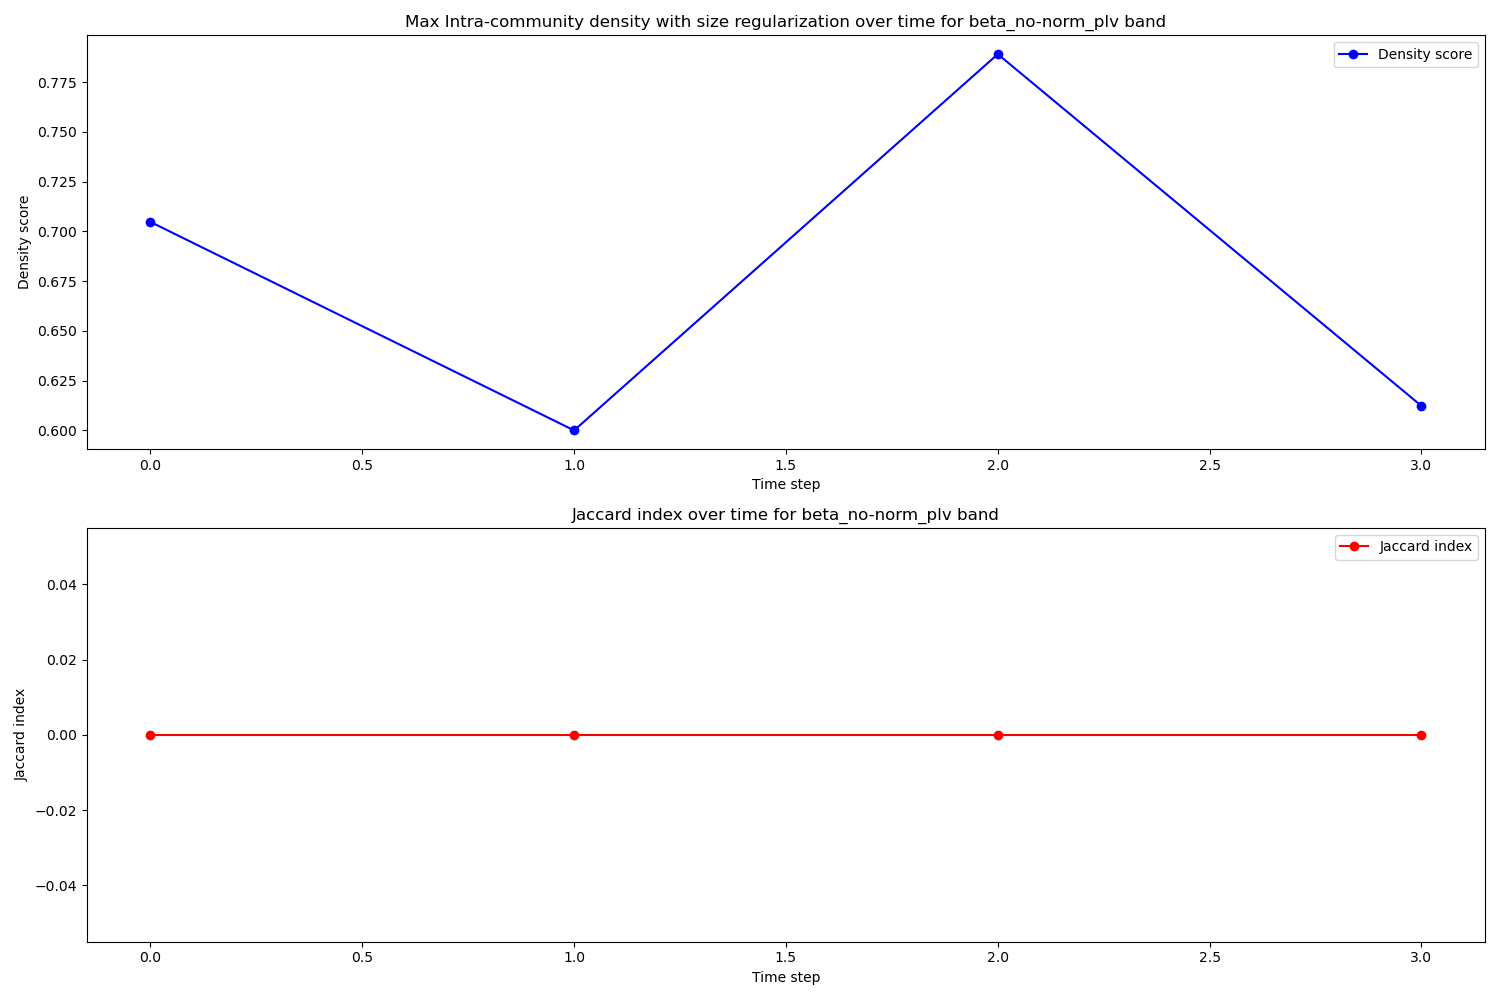 Max Intra-community density with size regularization over time for beta_no-norm_plv band
Density score
0.775
0.750
0.725
0.700
0.675
0.650
0.625
0.600
Density score
0.0 0.5 1.0 1.5 2.0 2.5 3.0
Time step
Jaccard index over time for beta_no-norm_plv band
Jaccard index
0.04
0.02
0.00
−0.02
−0.04
Jaccard index
0.0 0.5 1.0 1.5 2.0 2.5 3.0
Time step